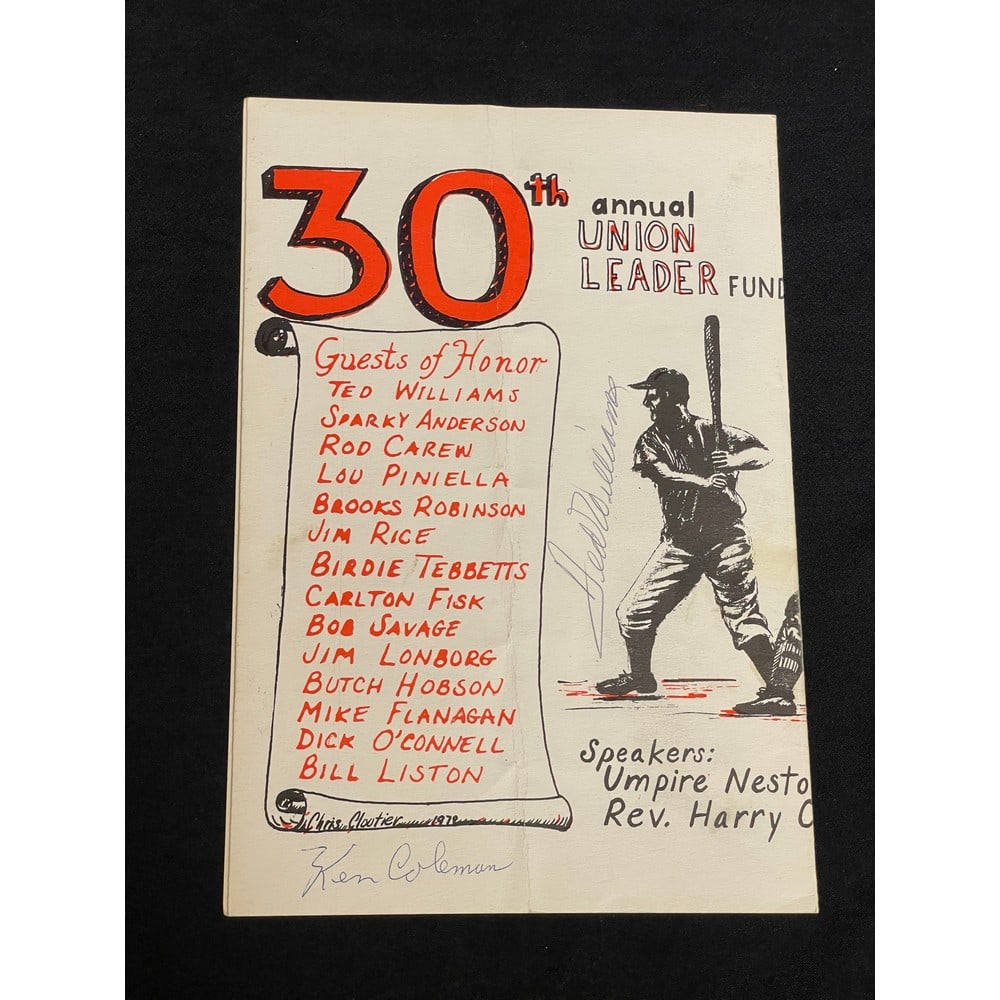 30th annual
UNION
LEADER FUND
Guests of Honor
TED WILLIAMS
SPARKY ANDERSON
ROD CAREW
LOU PINIELLA
BROOKS ROBINSON
JIM RICE
BIRDIE TEBBETTS
CARLTON FISK
BOB SAVAGE
JIM LONBORG
BUTCH HOBSON
MIKE FLANAGAN
DICK O'CONNELL
BILL LISTON
Chris Cloutier 1979
Ted Williams
Speakers:
Umpire Nesto
Rev. Harry C
Ken Coleman